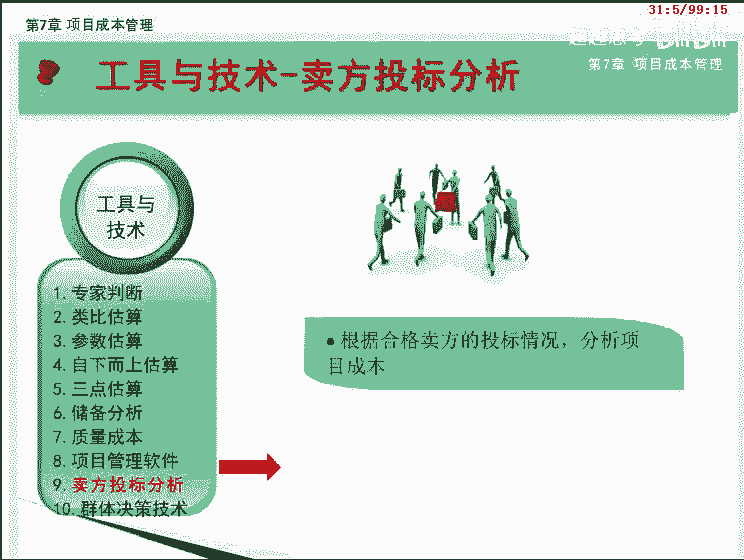 31:5/99:15
第7章 项目成本管理
第7章 项目成本管理
工具与技术-卖方投标分析
工具与
技术
1. 专家判断
2. 类比估算
3. 参数估算
4. 自下而上估算
5. 三点估算
6. 储备分析
7. 质量成本
8. 项目管理软件
9. 卖方投标分析
10. 群体决策技术
● 根据合格卖方的投标情况，分析项
目成本